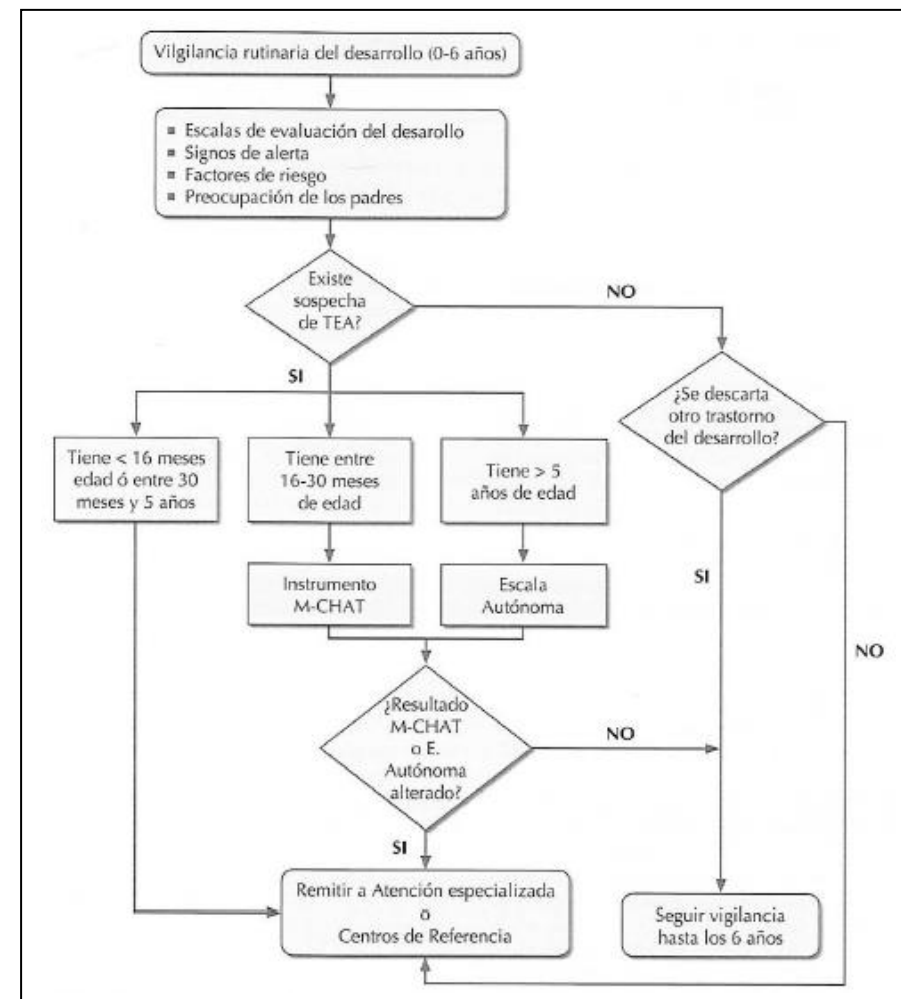 Vilgilancia rutinaria del desarrollo (0-6 años)
▪ Escalas de evaluación del desarollo
▪ Signos de alerta
▪ Factores de riesgo
▪ Preocupación de los padres
Existe
sospecha
de TEA?
NO
SI
¿Se descarta
otro trastorno
del desarrollo?
Tiene < 16 meses
edad ó entre 30
meses y 5 años
Tiene entre
16-30 meses
de edad
Tiene > 5
años de edad
Instrumento
M-CHAT
Escala
Autónoma
SI
NO
¿Resultado
M-CHAT
o E.
Autónoma
alterado?
NO
SI
Remitir a Atención especializada
o
Centros de Referencia
Seguir vigilancia
hasta los 6 años